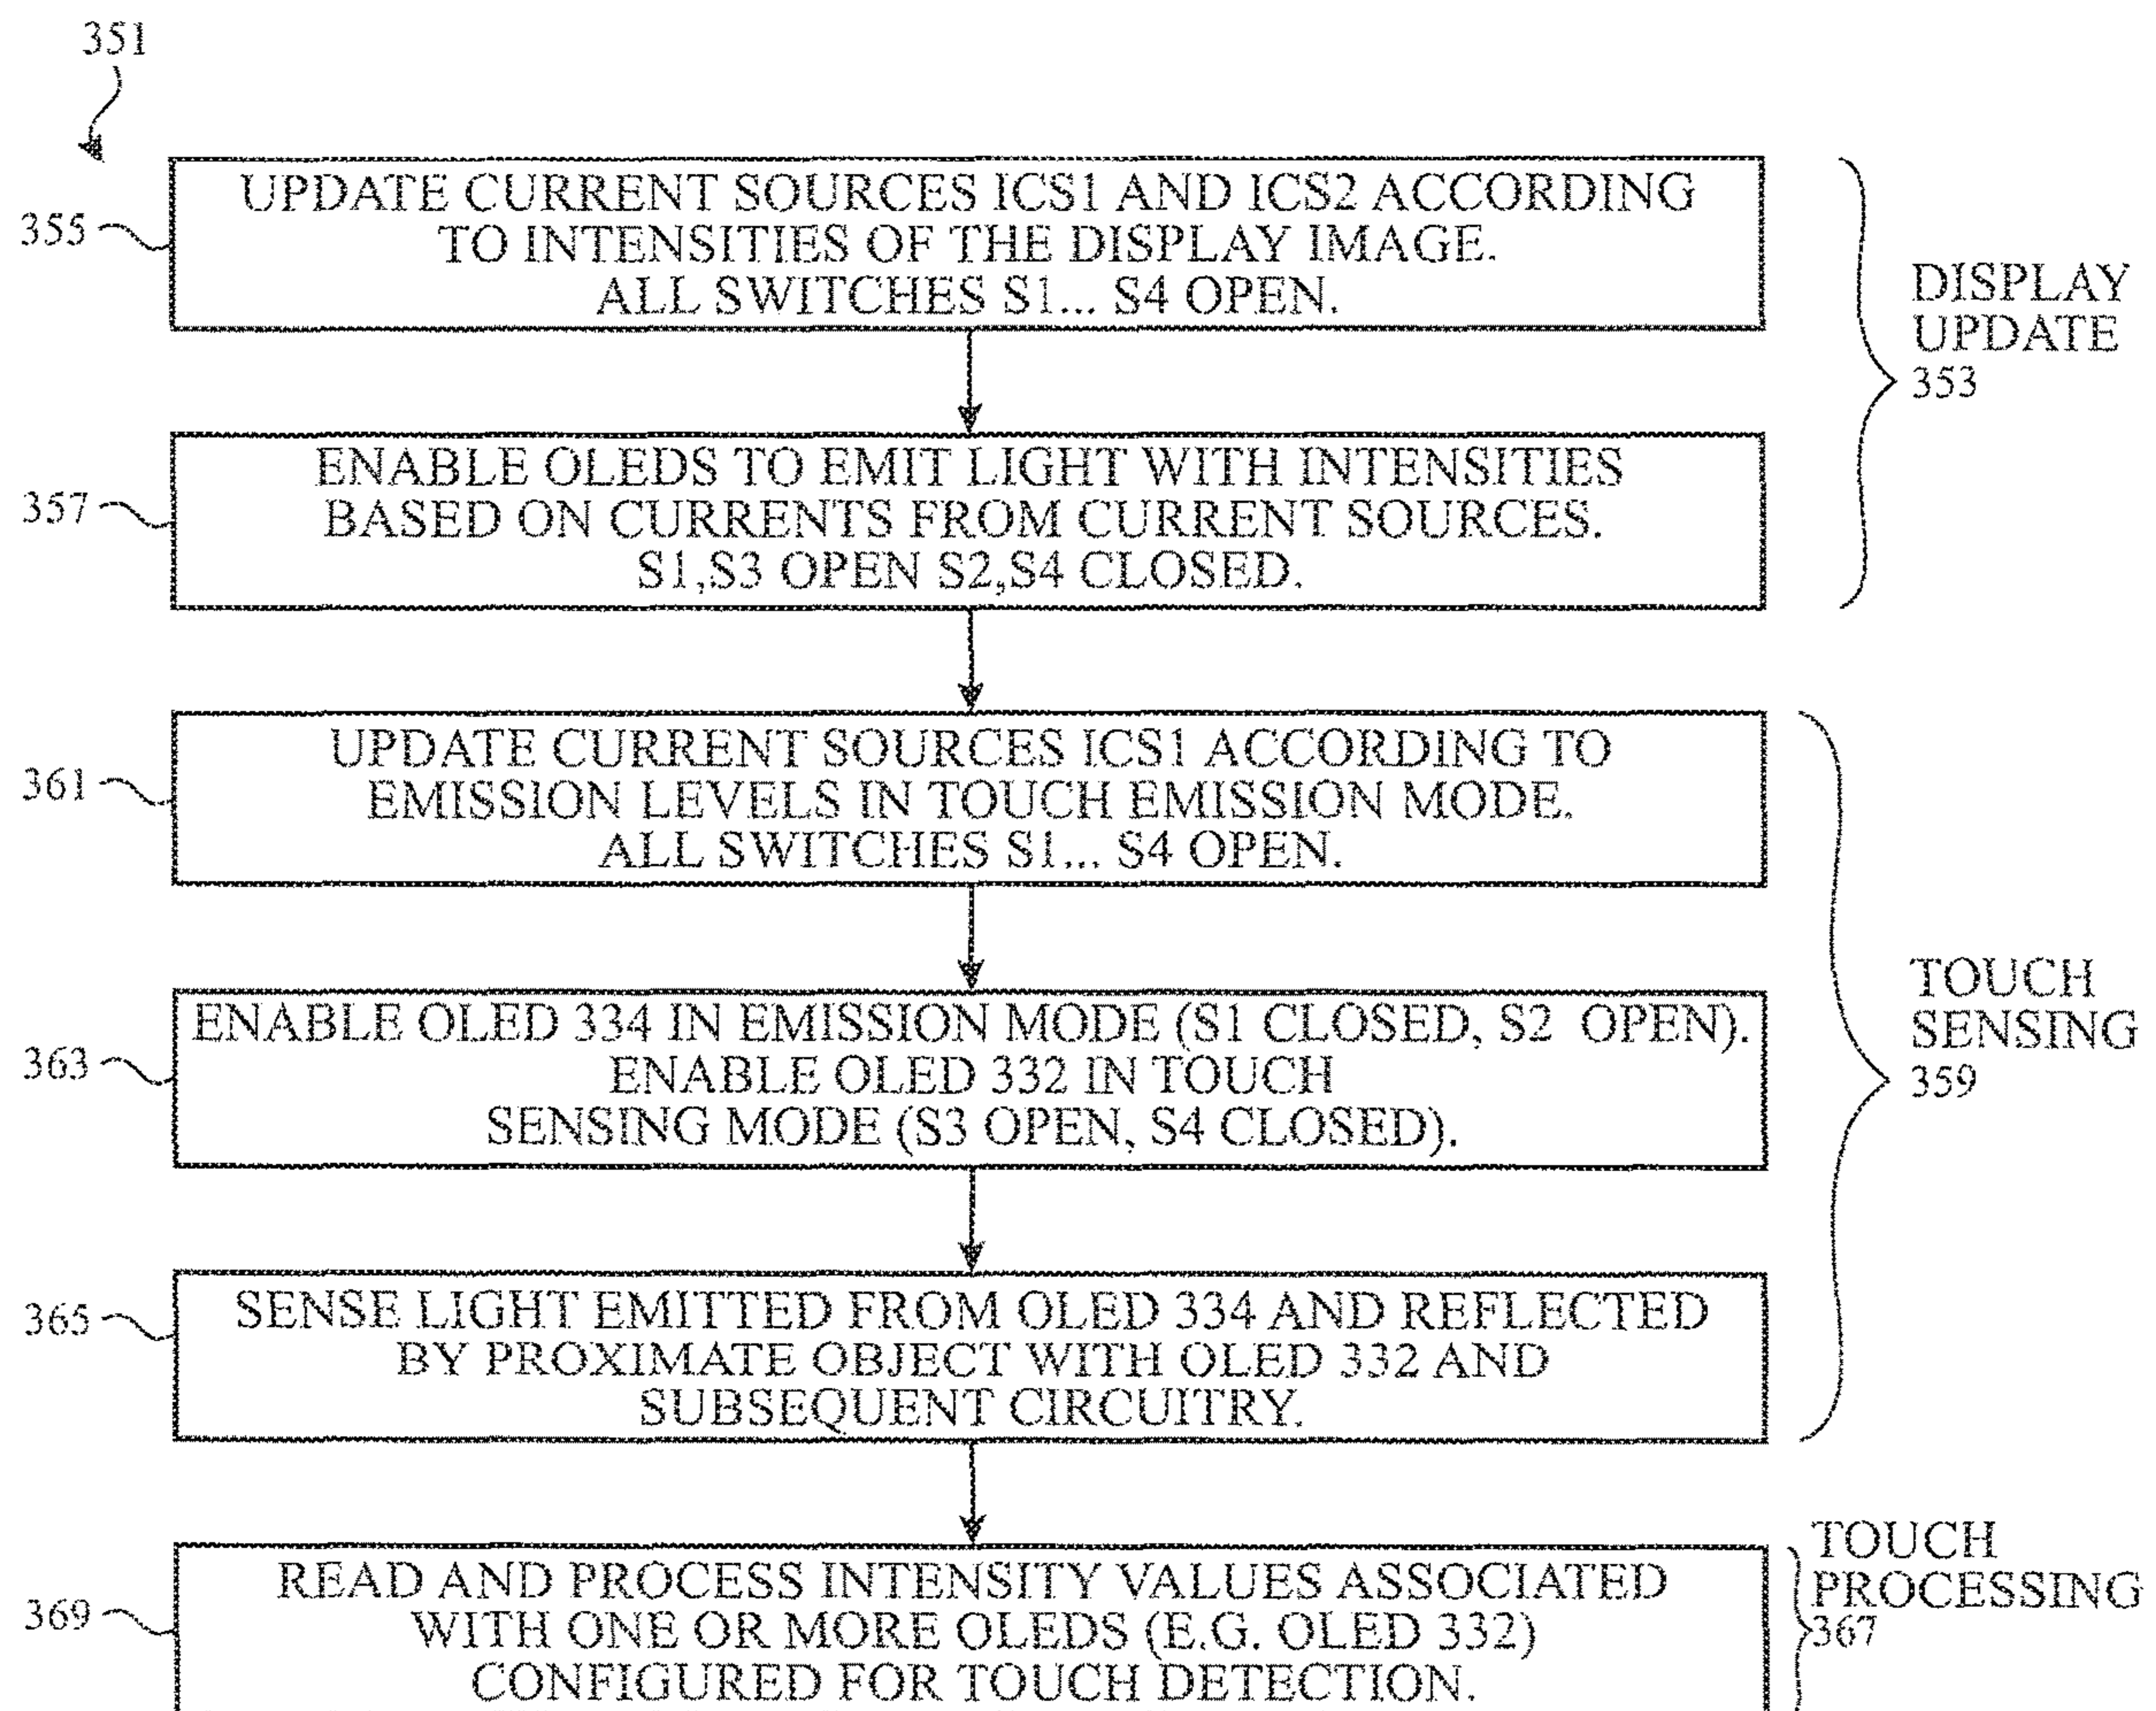 351
355
UPDATE CURRENT SOURCES ICS1 AND ICS2 ACCORDING
TO INTENSITIES OF THE DISPLAY IMAGE.
ALL SWITCHES S1... S4 OPEN.
DISPLAY
UPDATE
353
357
ENABLE OLEDS TO EMIT LIGHT WITH INTENSITIES
BASED ON CURRENTS FROM CURRENT SOURCES.
S1,S3 OPEN S2,S4 CLOSED.
361
UPDATE CURRENT SOURCES ICS1 ACCORDING TO
EMISSION LEVELS IN TOUCH EMISSION MODE.
ALL SWITCHES S1... S4 OPEN.
363
ENABLE OLED 334 IN EMISSION MODE (S1 CLOSED, S2 OPEN).
ENABLE OLED 332 IN TOUCH
SENSING MODE (S3 OPEN, S4 CLOSED).
TOUCH
SENSING
359
365
SENSE LIGHT EMITTED FROM OLED 334 AND REFLECTED
BY PROXIMATE OBJECT WITH OLED 332 AND
SUBSEQUENT CIRCUITRY.
369
READ AND PROCESS INTENSITY VALUES ASSOCIATED
WITH ONE OR MORE OLEDS (E.G. OLED 332)
CONFIGURED FOR TOUCH DETECTION.
TOUCH
PROCESSING
367